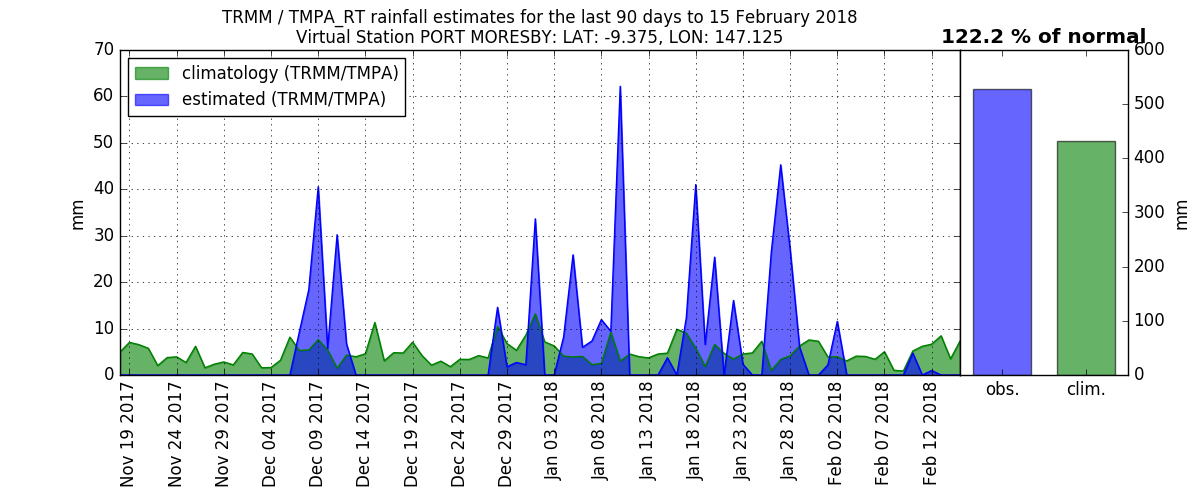 TRMM / TMPA_RT rainfall estimates for the last 90 days to 15 February 2018
Virtual Station PORT MORESBY: LAT: -9.375, LON: 147.125
122.2 % of normal
climatology (TRMM/TMPA)
estimated (TRMM/TMPA)
mm
70
60
50
40
30
20
10
0
Nov 19 2017
Nov 24 2017
Nov 29 2017
Dec 04 2017
Dec 09 2017
Dec 14 2017
Dec 19 2017
Dec 24 2017
Dec 29 2017
Jan 03 2018
Jan 08 2018
Jan 13 2018
Jan 18 2018
Jan 23 2018
Jan 28 2018
Feb 02 2018
Feb 07 2018
Feb 12 2018
obs.
clim.
600
500
400
300
200
100
0
mm